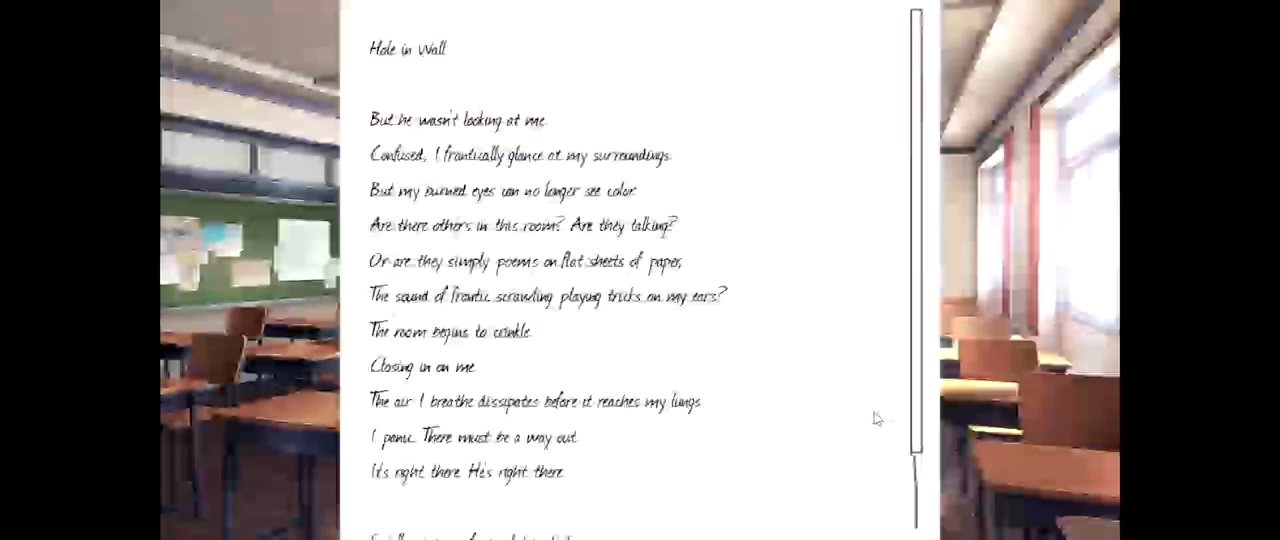 Hole in Wall
But he wasn't looking at me.
Confused, I frantically glance at my surroundings.
But my burned eyes can no longer see color.
Are there others in this room? Are they talking?
Or are they simply poems on flat sheets of paper,
The sound of frantic scrawling playing tricks on my ears?
The room begins to crinkle.
Closing in on me.
The air I breathe dissipates before it reaches my lungs.
I panic. There must be a way out.
It's right there. He's right there.